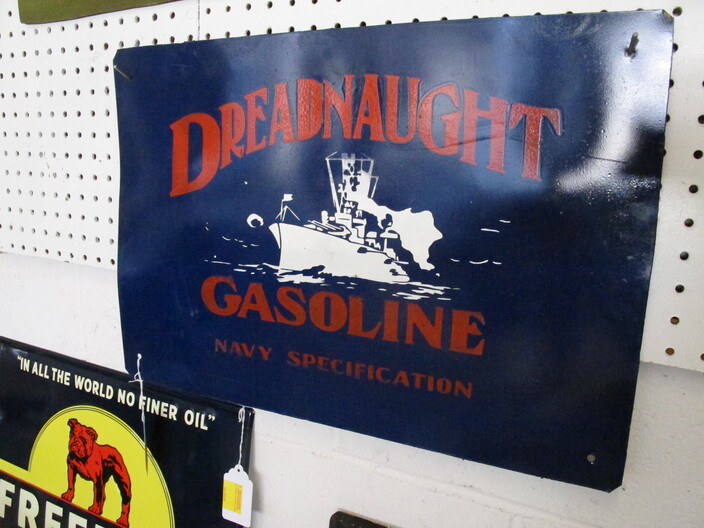 DREADNAUGHT
GASOLINE
NAVY SPECIFICATION
"IN ALL THE WORLD NO FINER OIL"